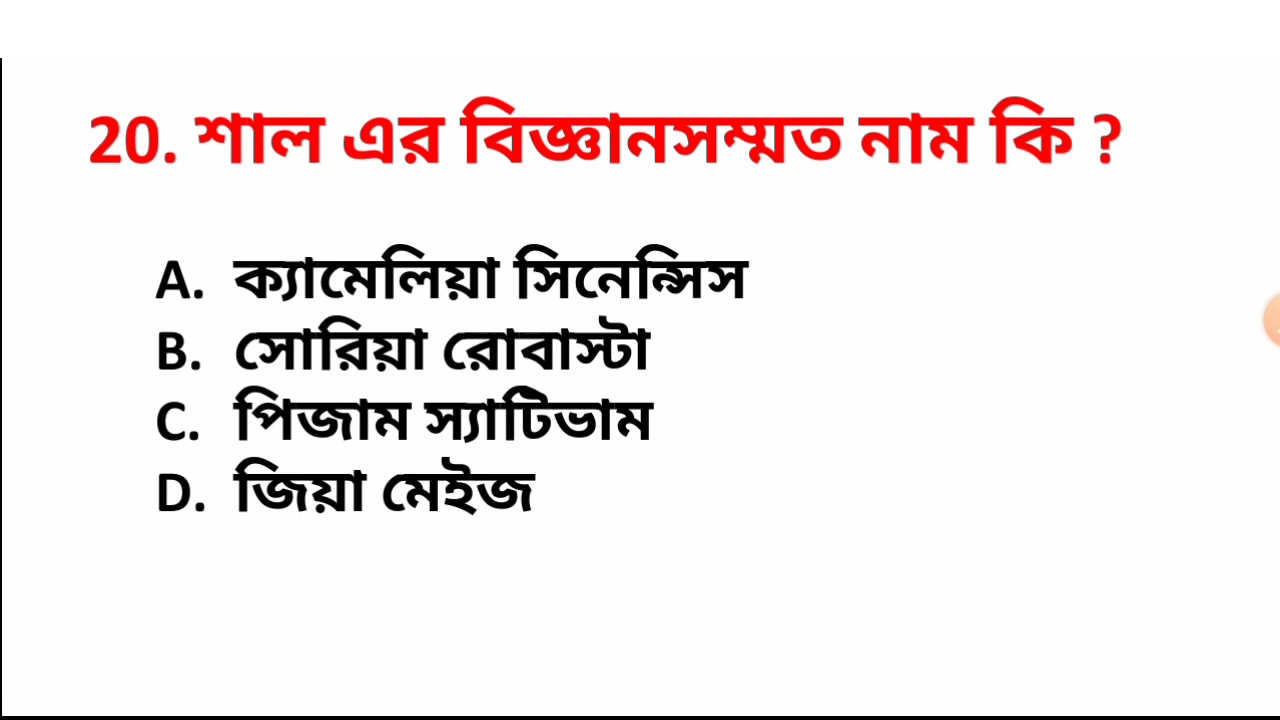 20. শাল এর বিজ্ঞানসম্মত নাম কি ?
A. ক্যামেলিয়া সিনেন্সিস
B. সোরিয়া রোবাস্টা
C. পিজাম স্যাটিভাম
D. জিয়া মেইজ